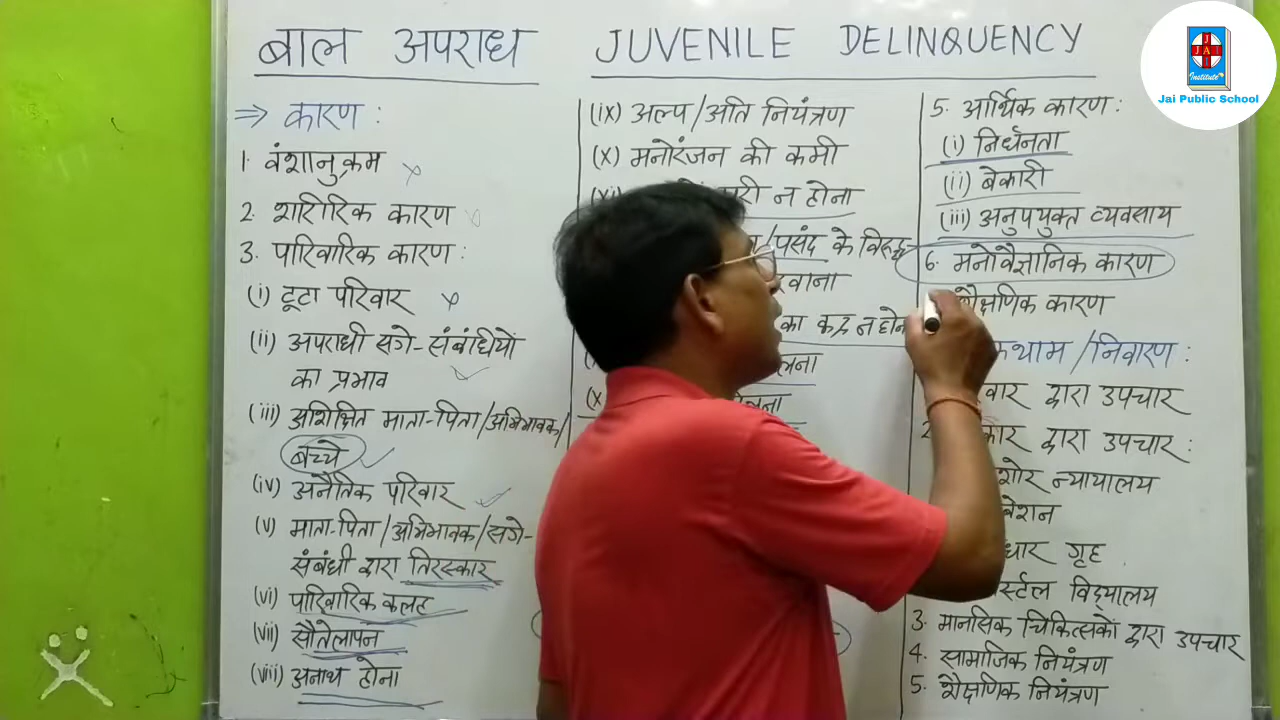 बाल अपराध JUVENILE DELINQUENCY
⇒ कारण :
1. वंशानुक्रम
2. शारीरिक कारण
3. पारिवारिक कारण :
(i) टूटा परिवार
(ii) अपराधी सगे-संबंधीयों
का प्रभाव
(iii) अशिक्षित माता-पिता/अभिभावक/
बच्चे
(iv) अनैतिक परिवार
(v) माता-पिता/अभिभावक/सगे-
संबंधी द्वारा तिरस्कार
(vi) पारिवारिक कलह
(vii) सौतेलापन
(viii) अनाथ होना
(ix) अल्प/अति नियंत्रण
(x) मनोरंजन की कमी
न होना
/पसंद के विरूद्ध
का कद्र न होना
5. आर्थिक कारण :
(i) निर्धनता
(ii) बेकारी
(iii) अनुपयुक्त व्यवसाय
6. मनोवैज्ञानिक कारण
शैक्षणिक कारण
/निवारण :
द्वारा उपचार
द्वारा उपचार :
न्यायालय
गृह
विद्यालय
3. मानसिक चिकित्सकों द्वारा उपचार
4. सामाजिक नियंत्रण
5. शैक्षणिक नियंत्रण
JAI
JAI
Institute
Jai Public School